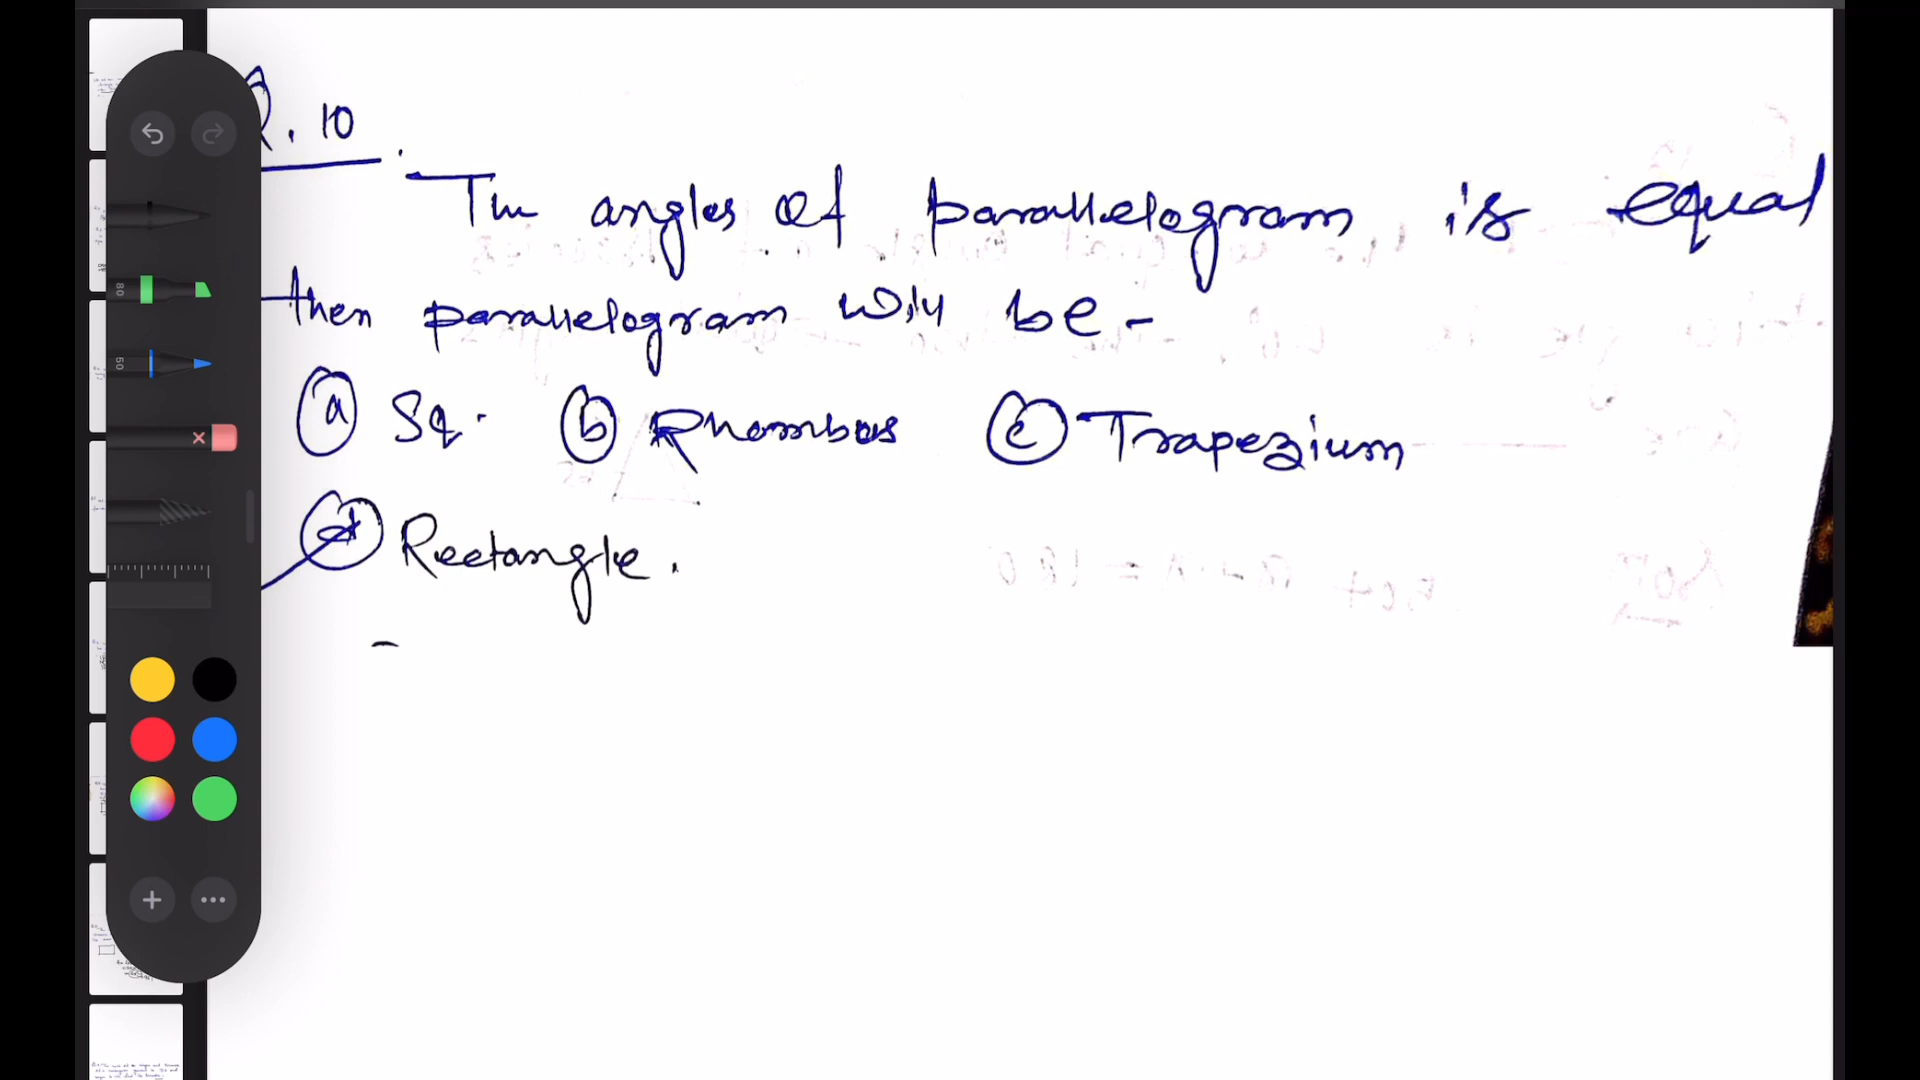 Q. 10
The angles of parallelogram is equal
then parallelogram will be -
(a) Sq. (b) Rhombus (c) Trapezium
(d) Rectangle.